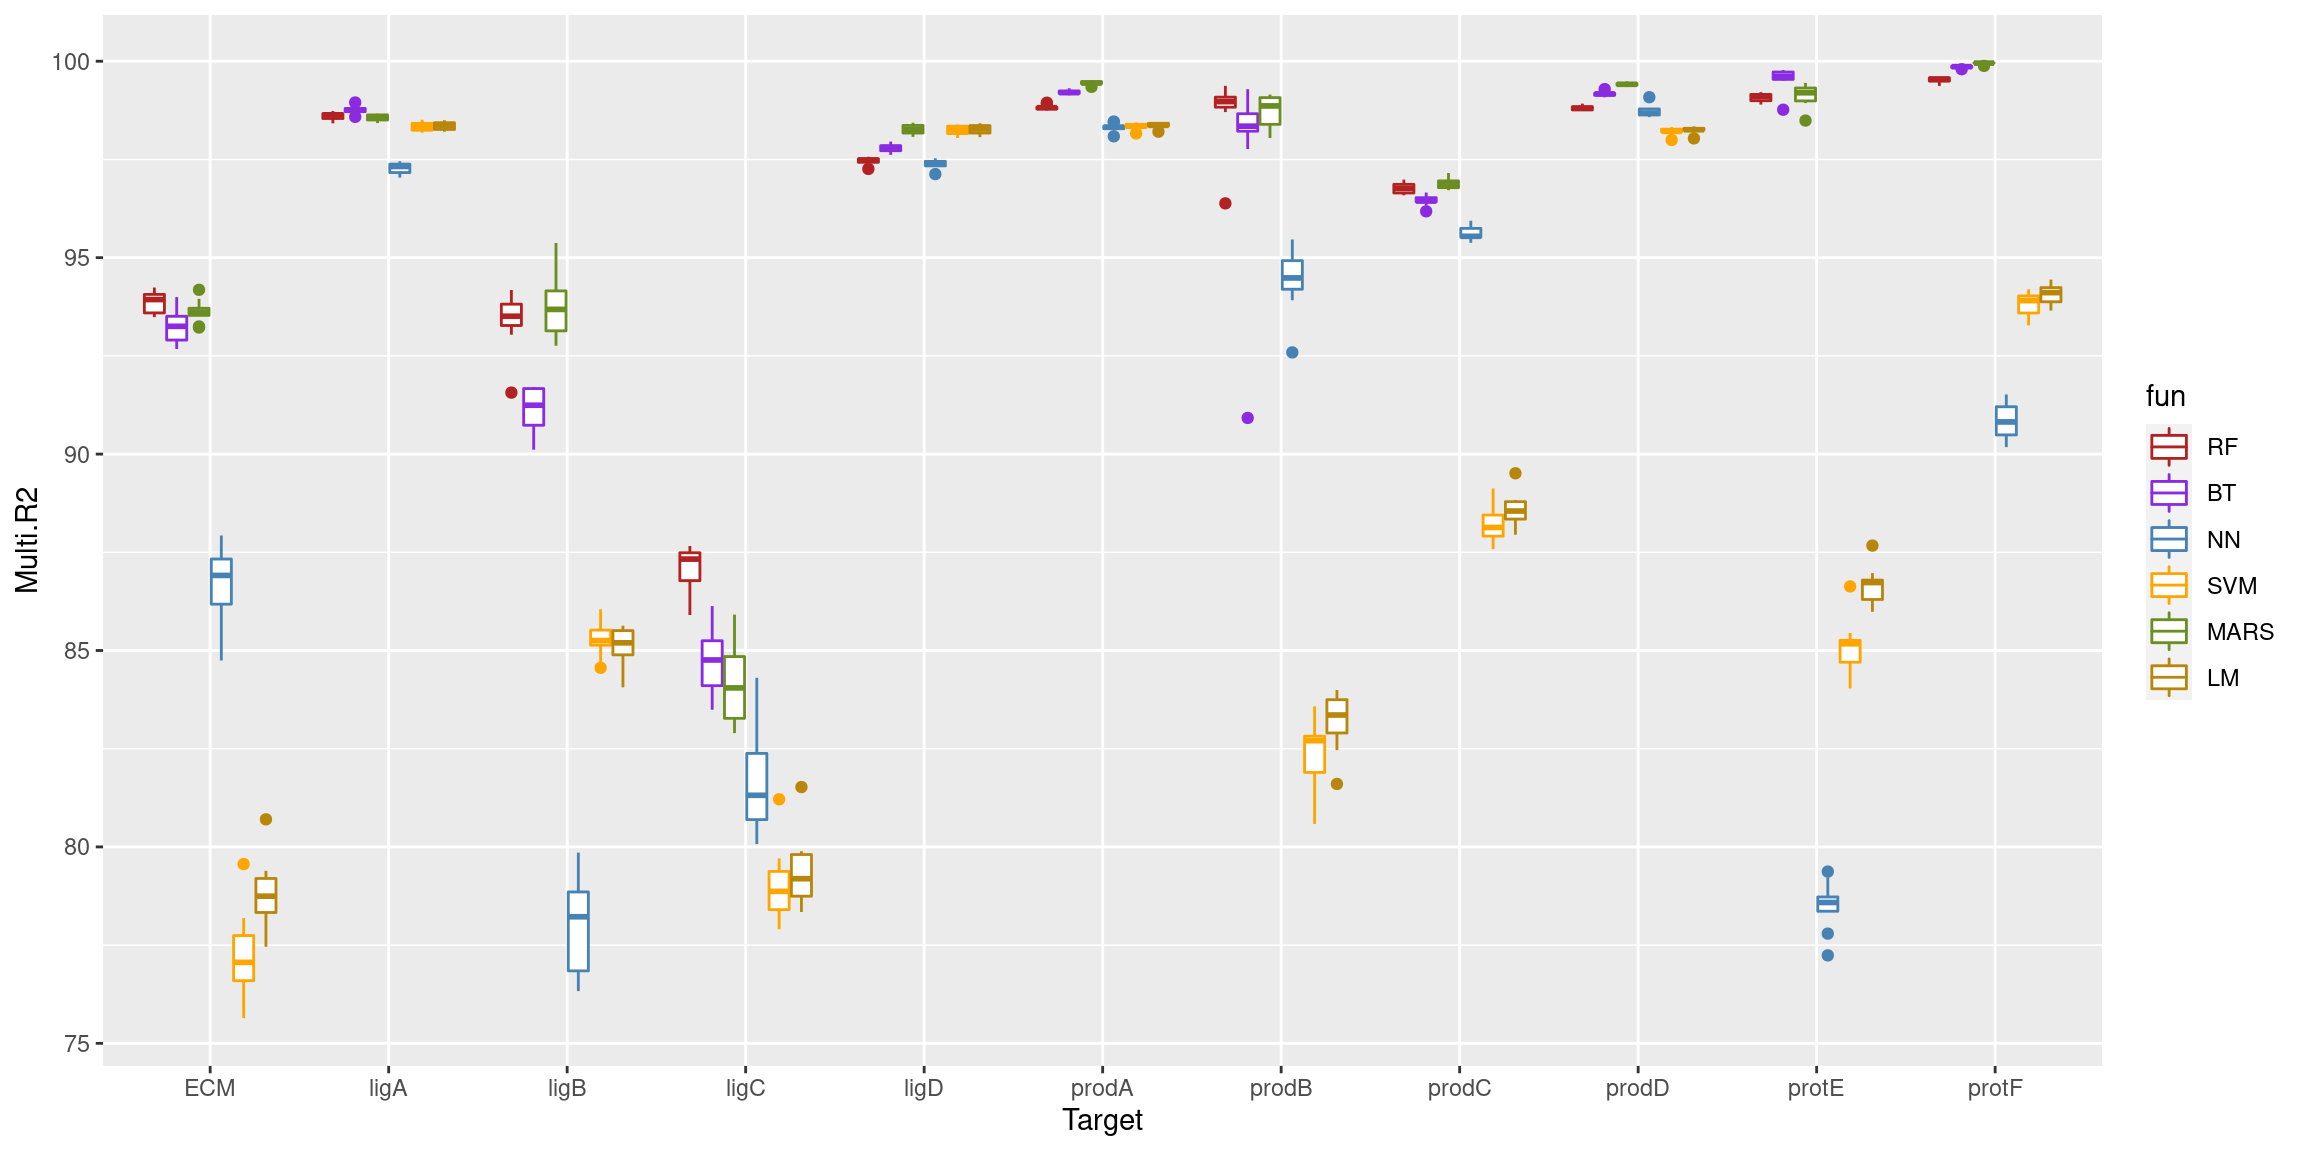 100
95
90
85
80
75
Multi.R2
ECM ligA ligB ligC ligD prodA prodB prodC prodD protE protF
Target
fun
RF
BT
NN
SVM
MARS
LM